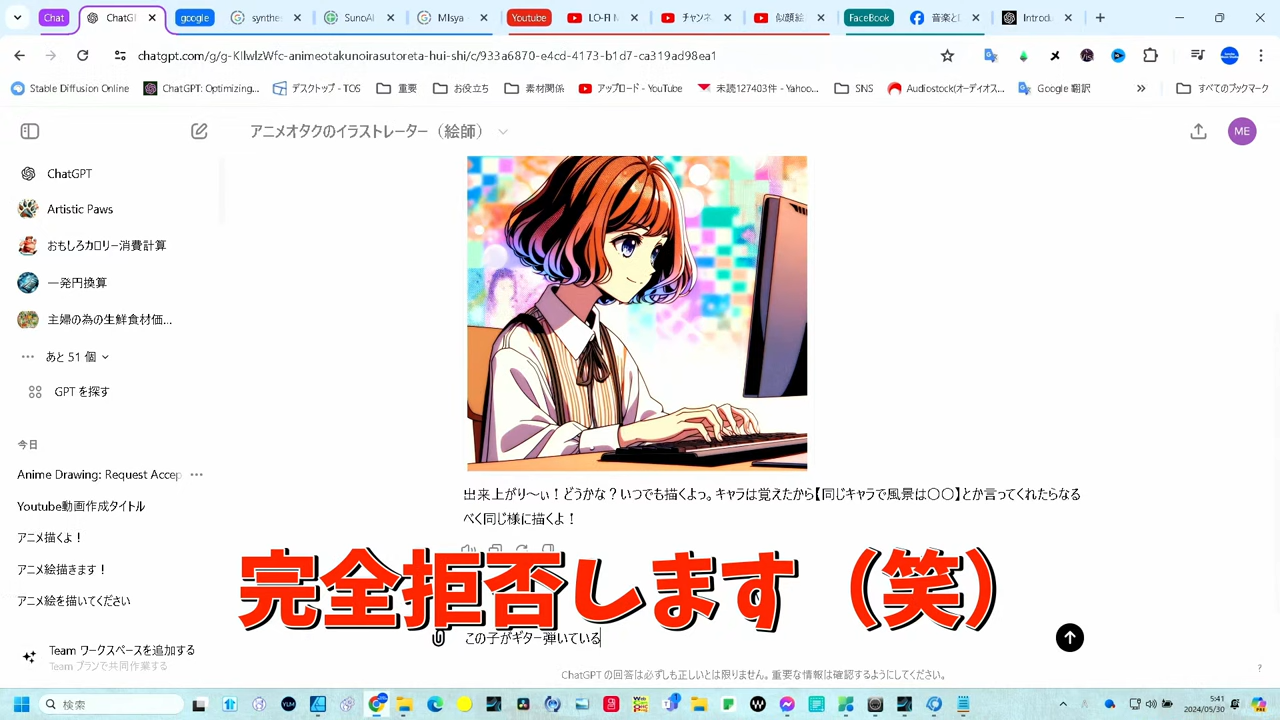 Chat
ChatGI
google
synthe
SunoAI
MIsya -
Youtube
LO-FI M
チャンネ
似顔絵
FaceBook
音楽とI
Introdu
chatgpt.com/g/g-KIlwlzWfc-animeotakunoirasutoreta-hui-shi/c/933a6870-e4cd-4173-b1d7-ca319ad98ea1
Stable Diffusion Online
ChatGPT: Optimizing...
デスクトップ - TOS
重要
お役立ち
素材関係
アップロード - YouTube
未読127403件 - Yahoo...
SNS
Audiostock(オーディオス...
Google 翻訳
»
すべてのブックマーク
アニメオタクのイラストレーター（絵師）
ME
ChatGPT
Artistic Paws
おもしろカロリー消費計算
一発円換算
主婦の為の生鮮食材価...
あと 51 個
GPT を探す
今日
Anime Drawing: Request Accep
Youtube動画作成タイトル
アニメ描くよ！
アニメ絵描きます！
アニメ絵を描いてください
Team ワークスペースを追加する
Team プランで共同作業する
出来上がり〜ぃ！どうかな？いつでも描くよっ。キャラは覚えたから【同じキャラで風景は〇〇】とか言ってくれたらなる
べく同じ様に描くよ！
完全拒否します（笑）
この子がギター弾いている
ChatGPT の回答は必ずしも正しいとは限りません。重要な情報は確認するようにしてください。
?
検索
YLM
5:41
2024/05/30